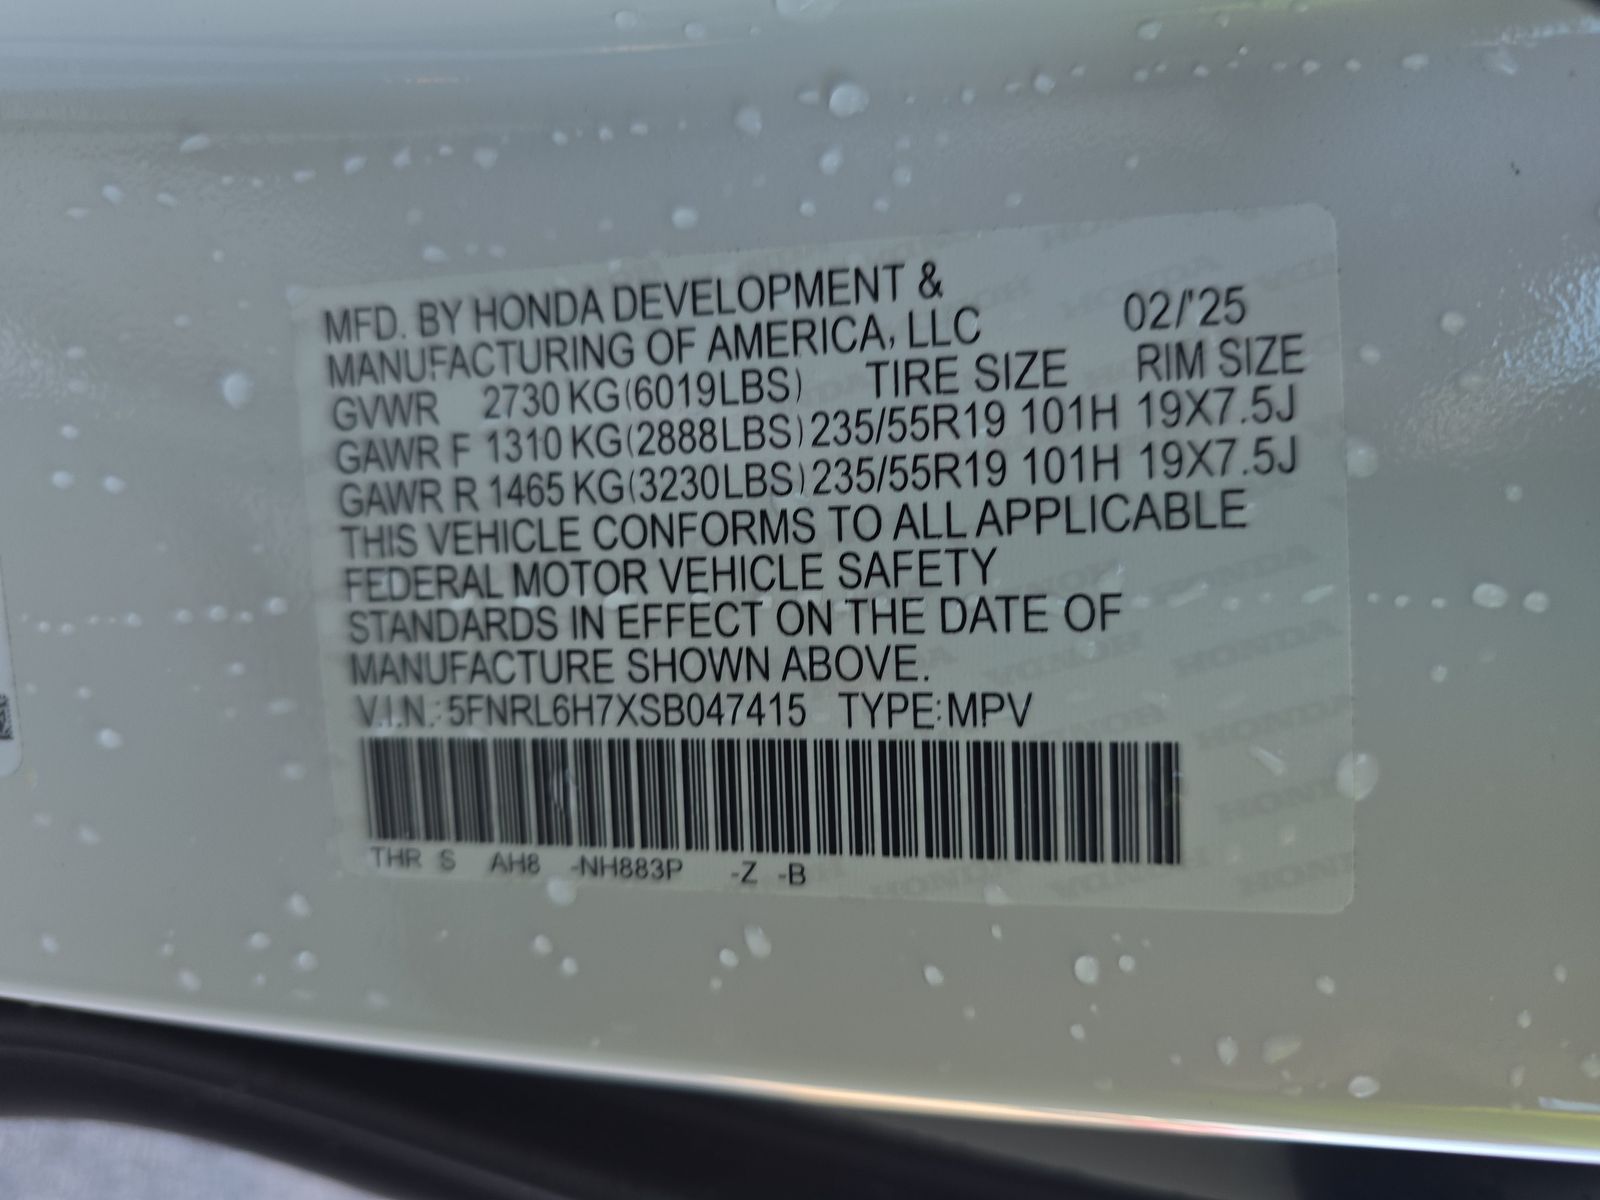 MFD. BY HONDA DEVELOPMENT &
MANUFACTURING OF AMERICA, LLC 02/'25
GVWR 2730 KG(6019LBS) TIRE SIZE RIM SIZE
GAWR F 1310 KG(2888LBS) 235/55R19 101H 19X7.5J
GAWR R 1465 KG(3230LBS) 235/55R19 101H 19X7.5J
THIS VEHICLE CONFORMS TO ALL APPLICABLE
FEDERAL MOTOR VEHICLE SAFETY
STANDARDS IN EFFECT ON THE DATE OF
MANUFACTURE SHOWN ABOVE.
V.I.N.: 5FNRL6H7XSB047415 TYPE: MPV
THR S AH8 -NH883P -Z -B